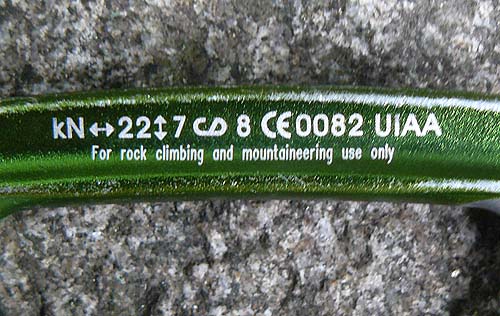 kN↔22↕7 ᔕ 8 CE0082 UIAA
For rock climbing and mountaineering use only